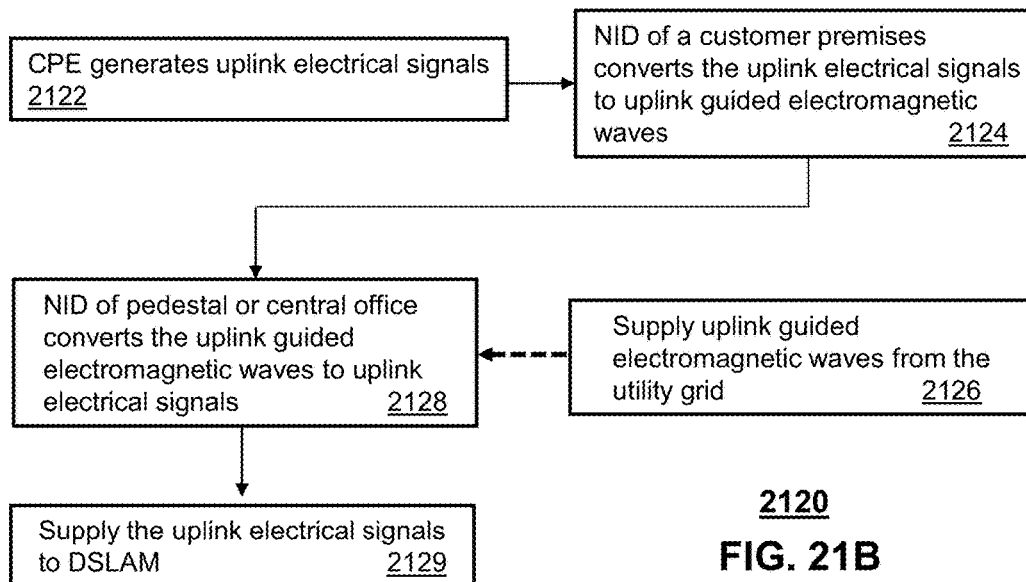 CPE generates uplink electrical signals
2122
NID of a customer premises
converts the uplink electrical signals
to uplink guided electromagnetic
waves 2124
NID of pedestal or central office
converts the uplink guided
electromagnetic waves to uplink
electrical signals 2128
Supply uplink guided
electromagnetic waves from the
utility grid 2126
Supply the uplink electrical signals
to DSLAM 2129
2120
FIG. 21B